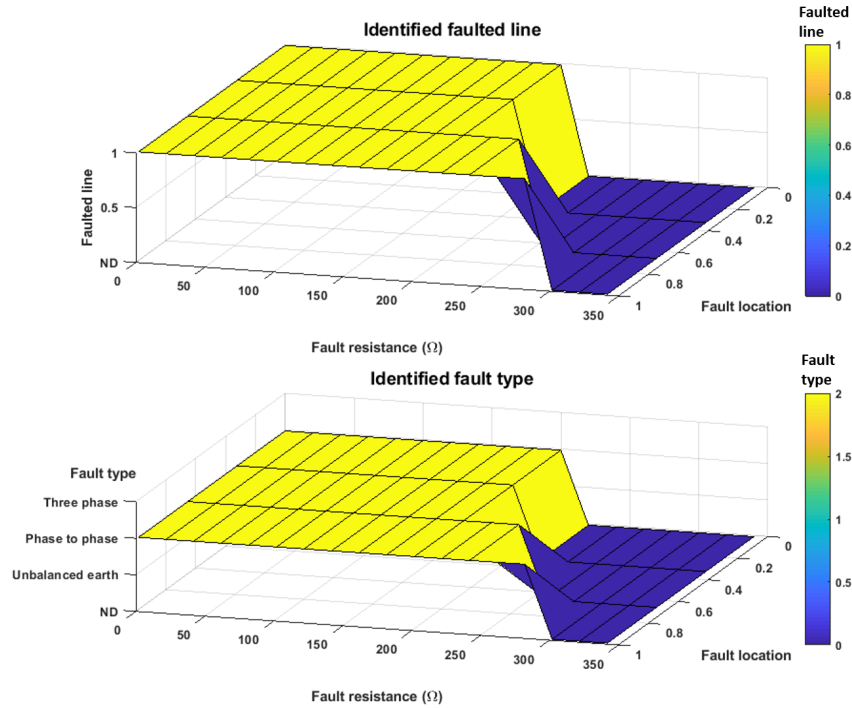 Identified faulted line
Faulted
line
1
0.8
0.6
0.4
0.2
0
Faulted line
1
0.5
ND
0
50
100
150
200
250
300
350
Fault resistance (Ω)
0
0.2
0.4
0.6
0.8
1
Fault location
Identified fault type
Fault
type
2
1.5
1
0.5
0
Fault type
Three phase
Phase to phase
Unbalanced earth
ND
0
50
100
150
200
250
300
350
Fault resistance (Ω)
0
0.2
0.4
0.6
0.8
1
Fault location